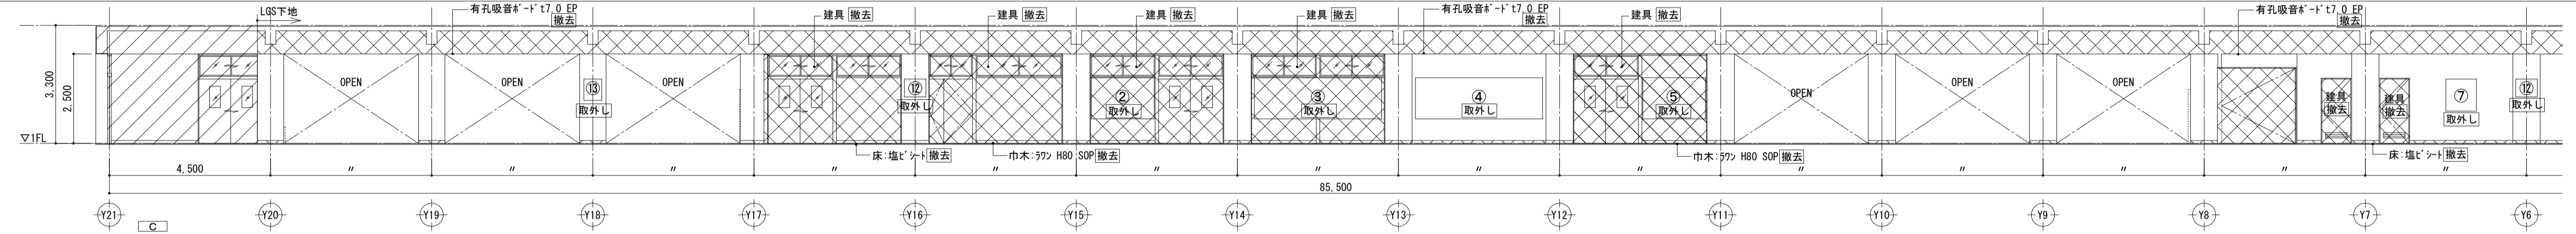 LGS下地
有孔吸音ﾎﾞｰﾄﾞt7.0 EP
撤去
建具 撤去
建具 撤去
建具 撤去
建具 撤去
有孔吸音ﾎﾞｰﾄﾞt7.0 EP
撤去
建具 撤去
有孔吸音ﾎﾞｰﾄﾞt7.0 EP
撤去
3,300
2,500
▽1FL
OPEN
OPEN
⑬
取外し
OPEN
⑫
取外し
②
取外し
③
取外し
④
取外し
⑤
取外し
OPEN
OPEN
OPEN
建具
撤去
建具
撤去
⑦
取外し
⑫
取外し
床:塩ﾋﾞｼｰﾄ 撤去
巾木:ﾗﾜﾝ H80 SOP 撤去
巾木:ﾗﾜﾝ H80 SOP 撤去
床:塩ﾋﾞｼｰﾄ 撤去
4,500 〃 〃 〃 〃 〃 〃 〃 〃 〃 〃 〃 〃 〃 〃
85,500
Y21 Y20 Y19 Y18 Y17 Y16 Y15 Y14 Y13 Y12 Y11 Y10 Y9 Y8 Y7 Y6
C